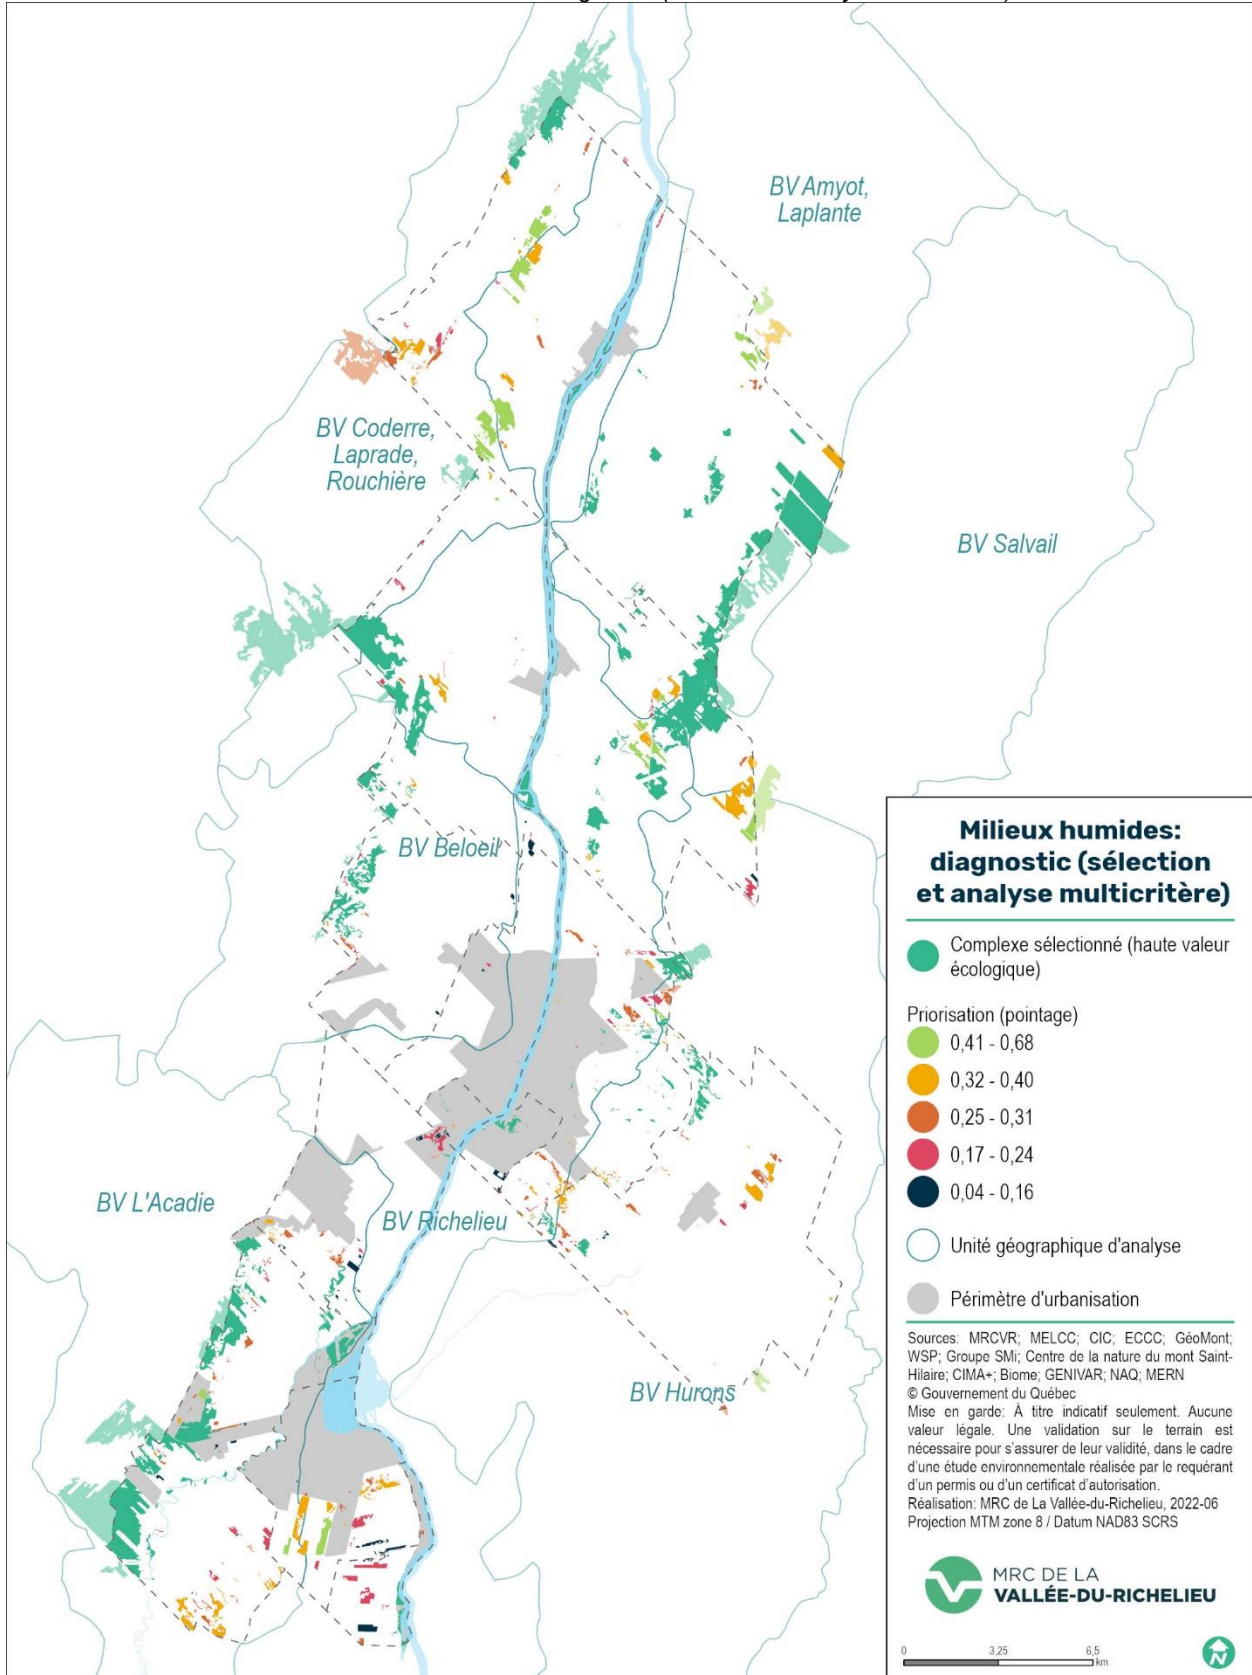 BV Amyot,
Laplante
BV Coderre,
Laprade,
Rouchière
BV Salvail
BV Beloeil
BV L'Acadie
BV Richelieu
BV Hurons
Milieux humides:
diagnostic (sélection
et analyse multicritère)
Complexe sélectionné (haute valeur
écologique)
Priorisation (pointage)
0,41 - 0,68
0,32 - 0,40
0,25 - 0,31
0,17 - 0,24
0,04 - 0,16
Unité géographique d'analyse
Périmètre d'urbanisation
Sources: MRCVR; MELCC; CIC; ECCC; GéoMont;
WSP; Groupe SMi; Centre de la nature du mont Saint-
Hilaire; CIMA+; Biome; GENIVAR; NAQ; MERN
© Gouvernement du Québec
Mise en garde: À titre indicatif seulement. Aucune
valeur légale. Une validation sur le terrain est
nécessaire pour s'assurer de leur validité, dans le cadre
d'une étude environnementale réalisée par le requérant
d'un permis ou d'un certificat d'autorisation.
Réalisation: MRC de La Vallée-du-Richelieu, 2022-06
Projection MTM zone 8 / Datum NAD83 SCRS
MRC DE LA
VALLÉE-DU-RICHELIEU
0 3,25 6,5
km
N